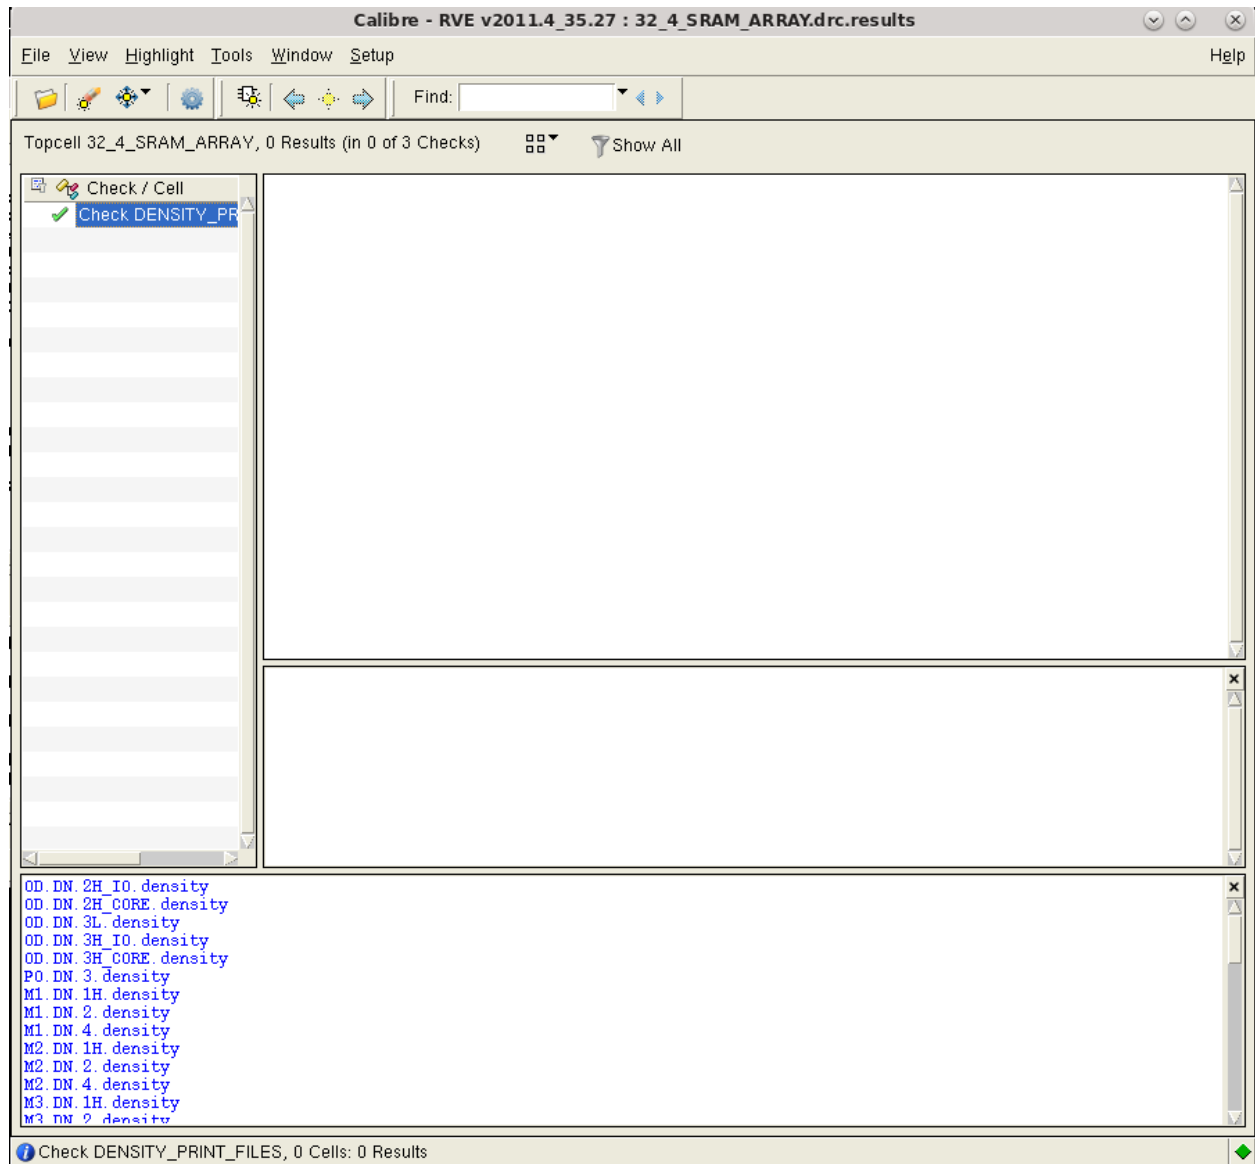 Calibre - RVE v2011.4_35.27 : 32_4_SRAM_ARRAY.drc.results
File View Highlight Tools Window Setup Help
Find:
Topcell 32_4_SRAM_ARRAY, 0 Results (in 0 of 3 Checks) Show All
Check / Cell
Check DENSITY_PR
OD.DN.2H_IO.density
OD.DN.2H_CORE.density
OD.DN.3L.density
OD.DN.3H_IO.density
OD.DN.3H_CORE.density
PO.DN.3.density
M1.DN.1H.density
M1.DN.2.density
M1.DN.4.density
M2.DN.1H.density
M2.DN.2.density
M2.DN.4.density
M3.DN.1H.density
M3.DN.2.density
Check DENSITY_PRINT_FILES, 0 Cells: 0 Results